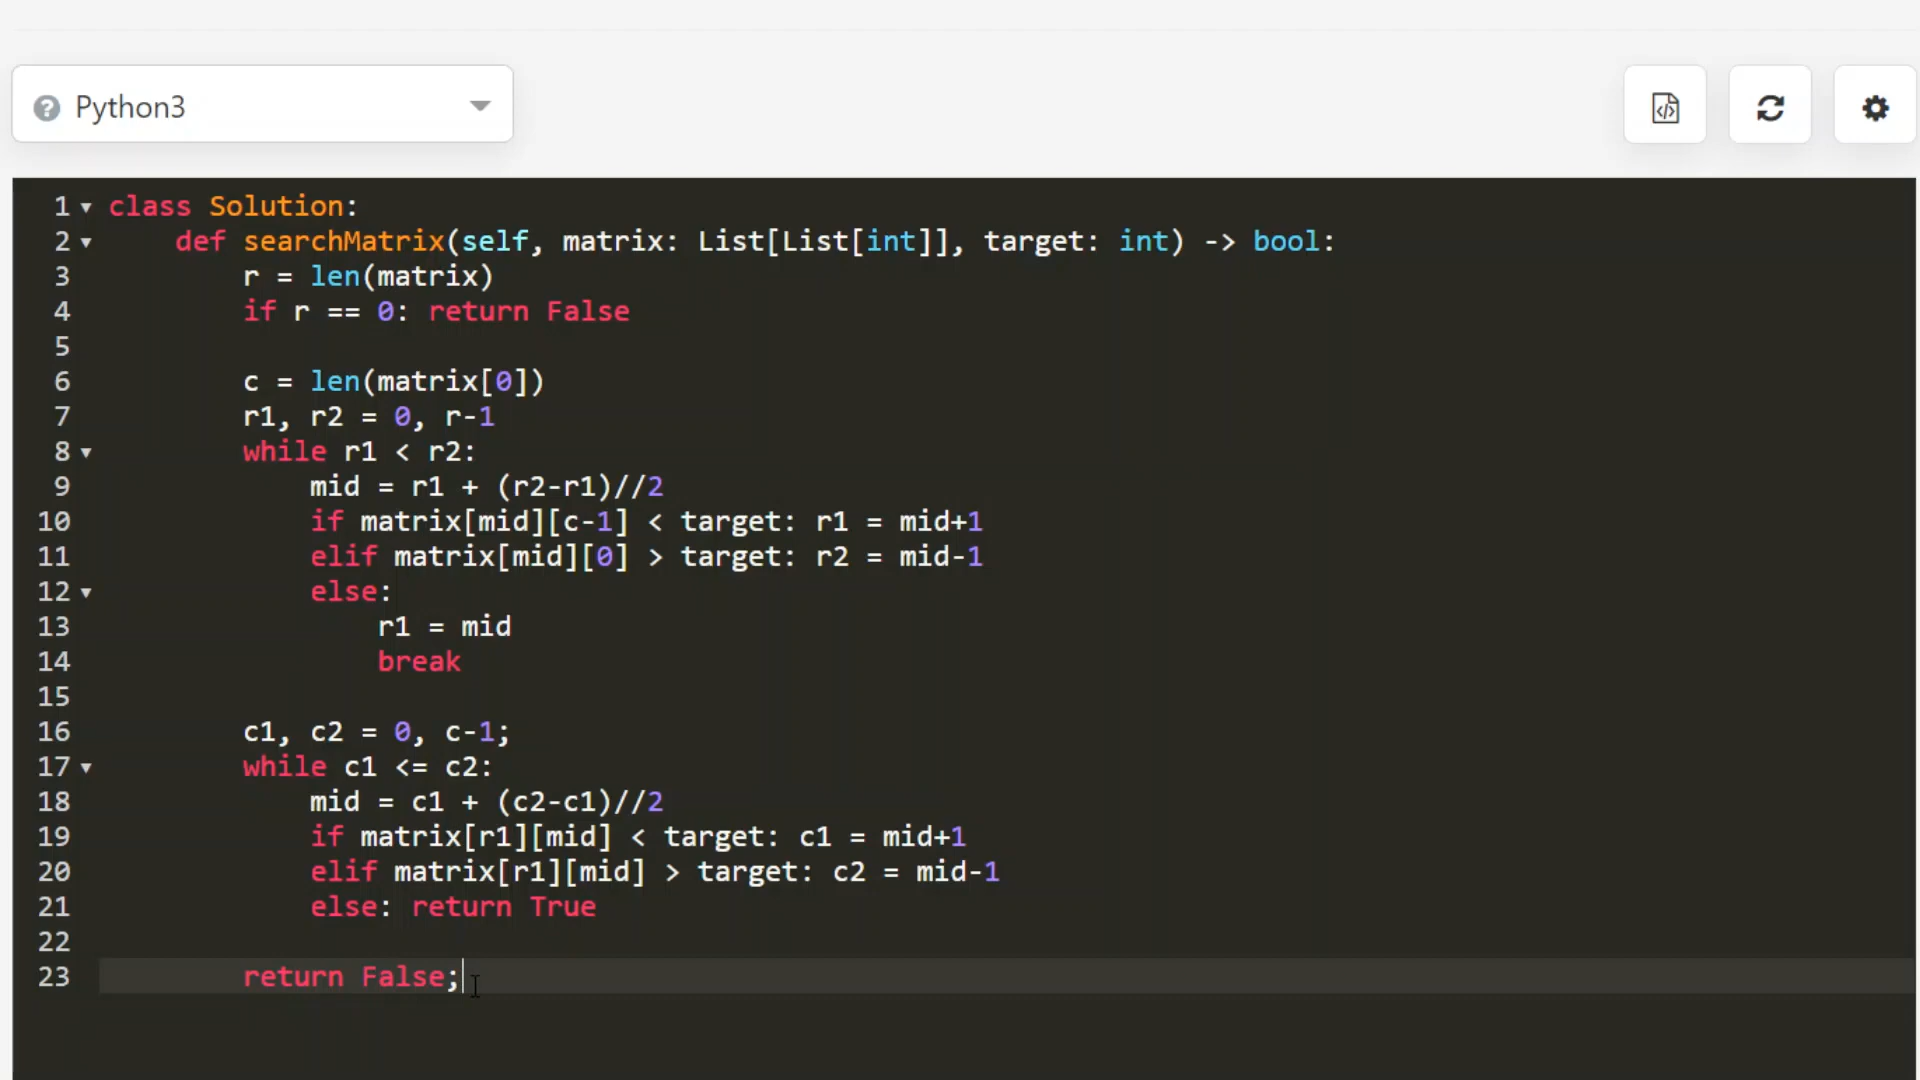 Python3
1 class Solution:
2     def searchMatrix(self, matrix: List[List[int]], target: int) -> bool:
3         r = len(matrix)
4         if r == 0: return False
5
6         c = len(matrix[0])
7         r1, r2 = 0, r-1
8         while r1 < r2:
9             mid = r1 + (r2-r1)//2
10             if matrix[mid][c-1] < target: r1 = mid+1
11             elif matrix[mid][0] > target: r2 = mid-1
12             else:
13                 r1 = mid
14                 break
15
16         c1, c2 = 0, c-1;
17         while c1 <= c2:
18             mid = c1 + (c2-c1)//2
19             if matrix[r1][mid] < target: c1 = mid+1
20             elif matrix[r1][mid] > target: c2 = mid-1
21             else: return True
22
23         return False;